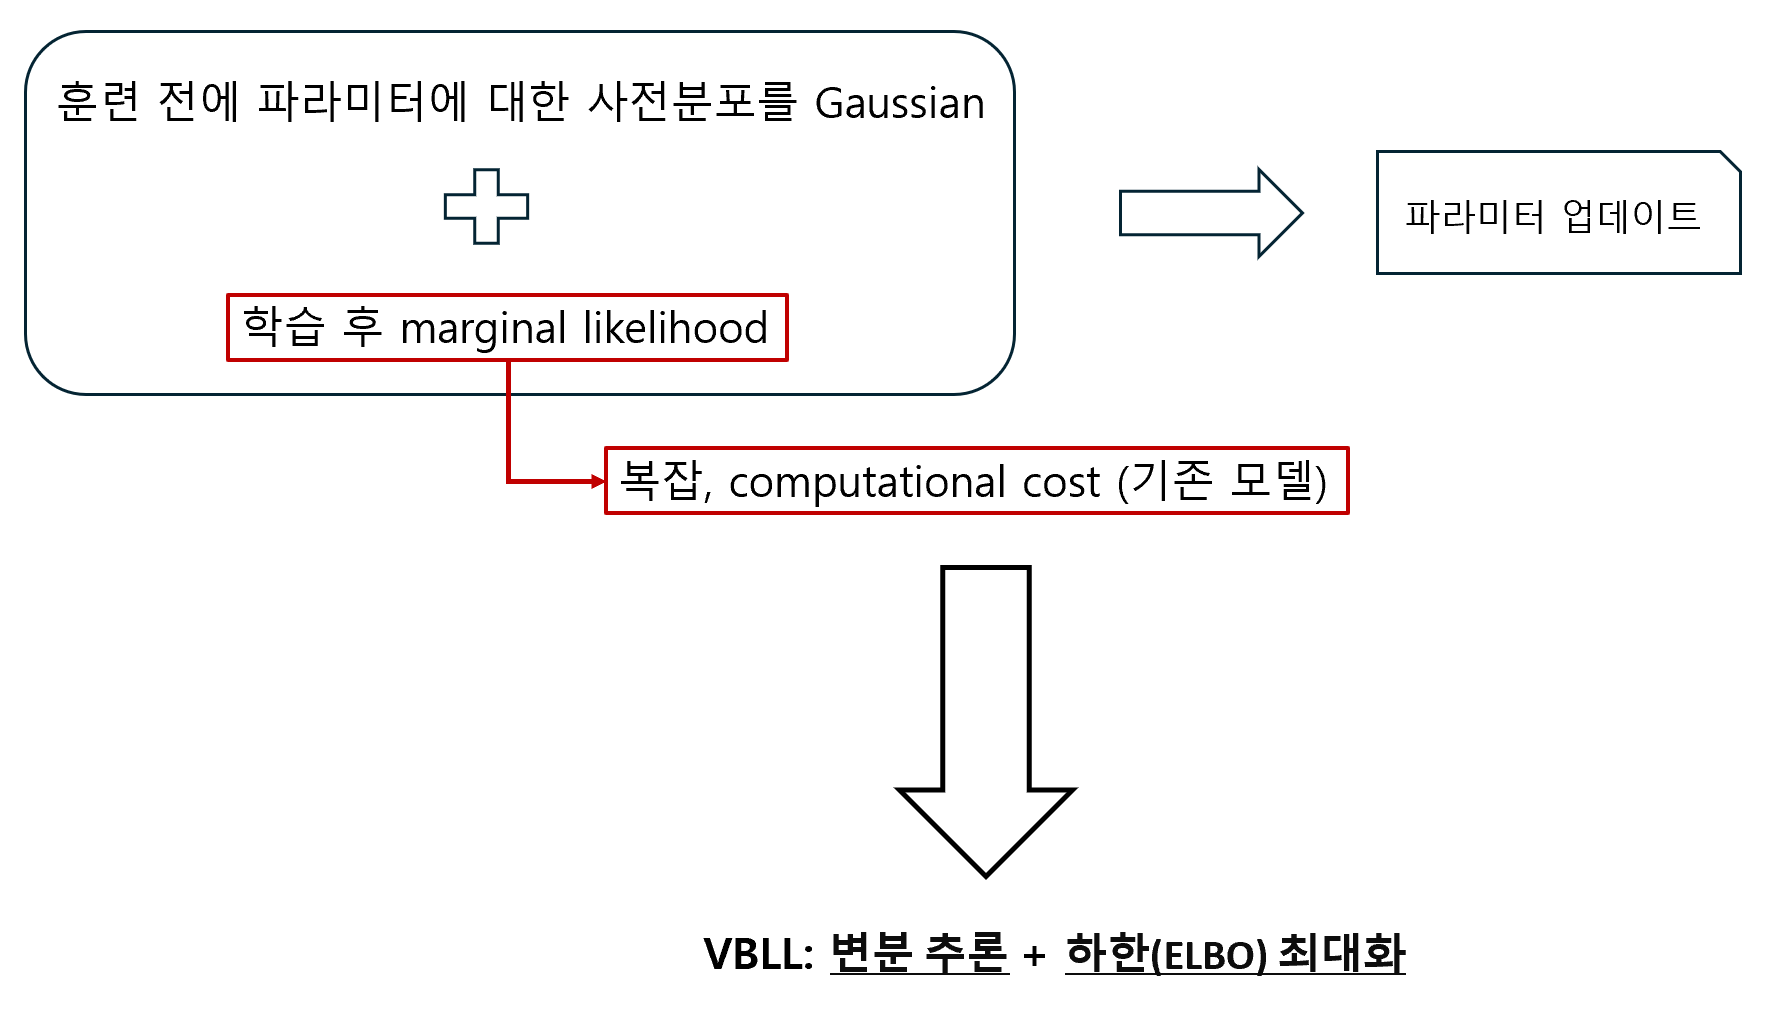 훈련 전에 파라미터에 대한 사전분포를 Gaussian
학습 후 marginal likelihood
파라미터 업데이트
복잡, computational cost (기존 모델)
VBLL: 변분 추론 + 하한(ELBO) 최대화